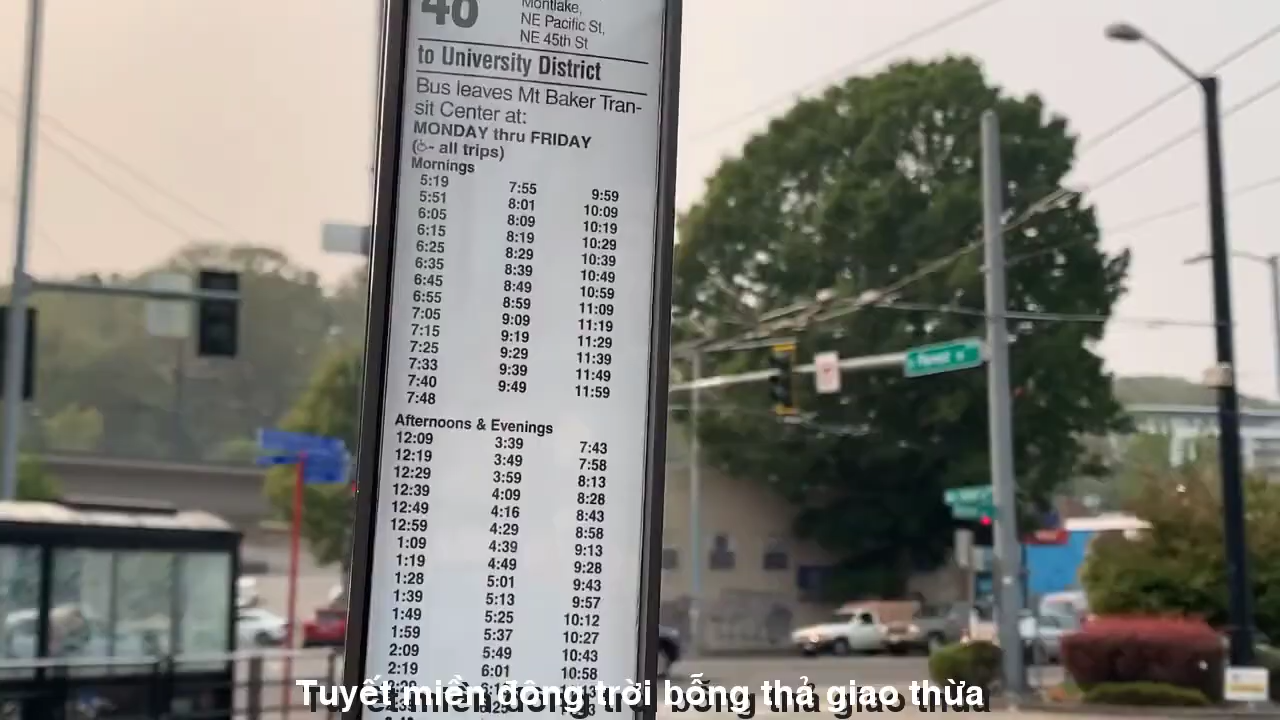 Montlake,
NE Pacific St,
NE 45th St
to University District
Bus leaves Mt Baker Tran-
sit Center at:
MONDAY thru FRIDAY
(♿- all trips)
Mornings
5:19 7:55 9:59
5:51 8:01 10:09
6:05 8:09 10:19
6:15 8:19 10:29
6:25 8:29 10:39
6:35 8:39 10:49
6:45 8:49 10:59
6:55 8:59 11:09
7:05 9:09 11:19
7:15 9:19 11:29
7:25 9:29 11:39
7:33 9:39 11:49
7:40 9:49 11:59
7:48
Afternoons & Evenings
12:09 3:39 7:43
12:19 3:49 7:58
12:29 3:59 8:13
12:39 4:09 8:28
12:49 4:16 8:43
12:59 4:29 8:58
1:09 4:39 9:13
1:19 4:49 9:28
1:28 5:01 9:43
1:39 5:13 9:57
1:49 5:25 10:12
1:59 5:37 10:27
2:09 5:49 10:43
2:19 6:01 10:58
Tuyết miền đông trời bỗng thả giao thừa